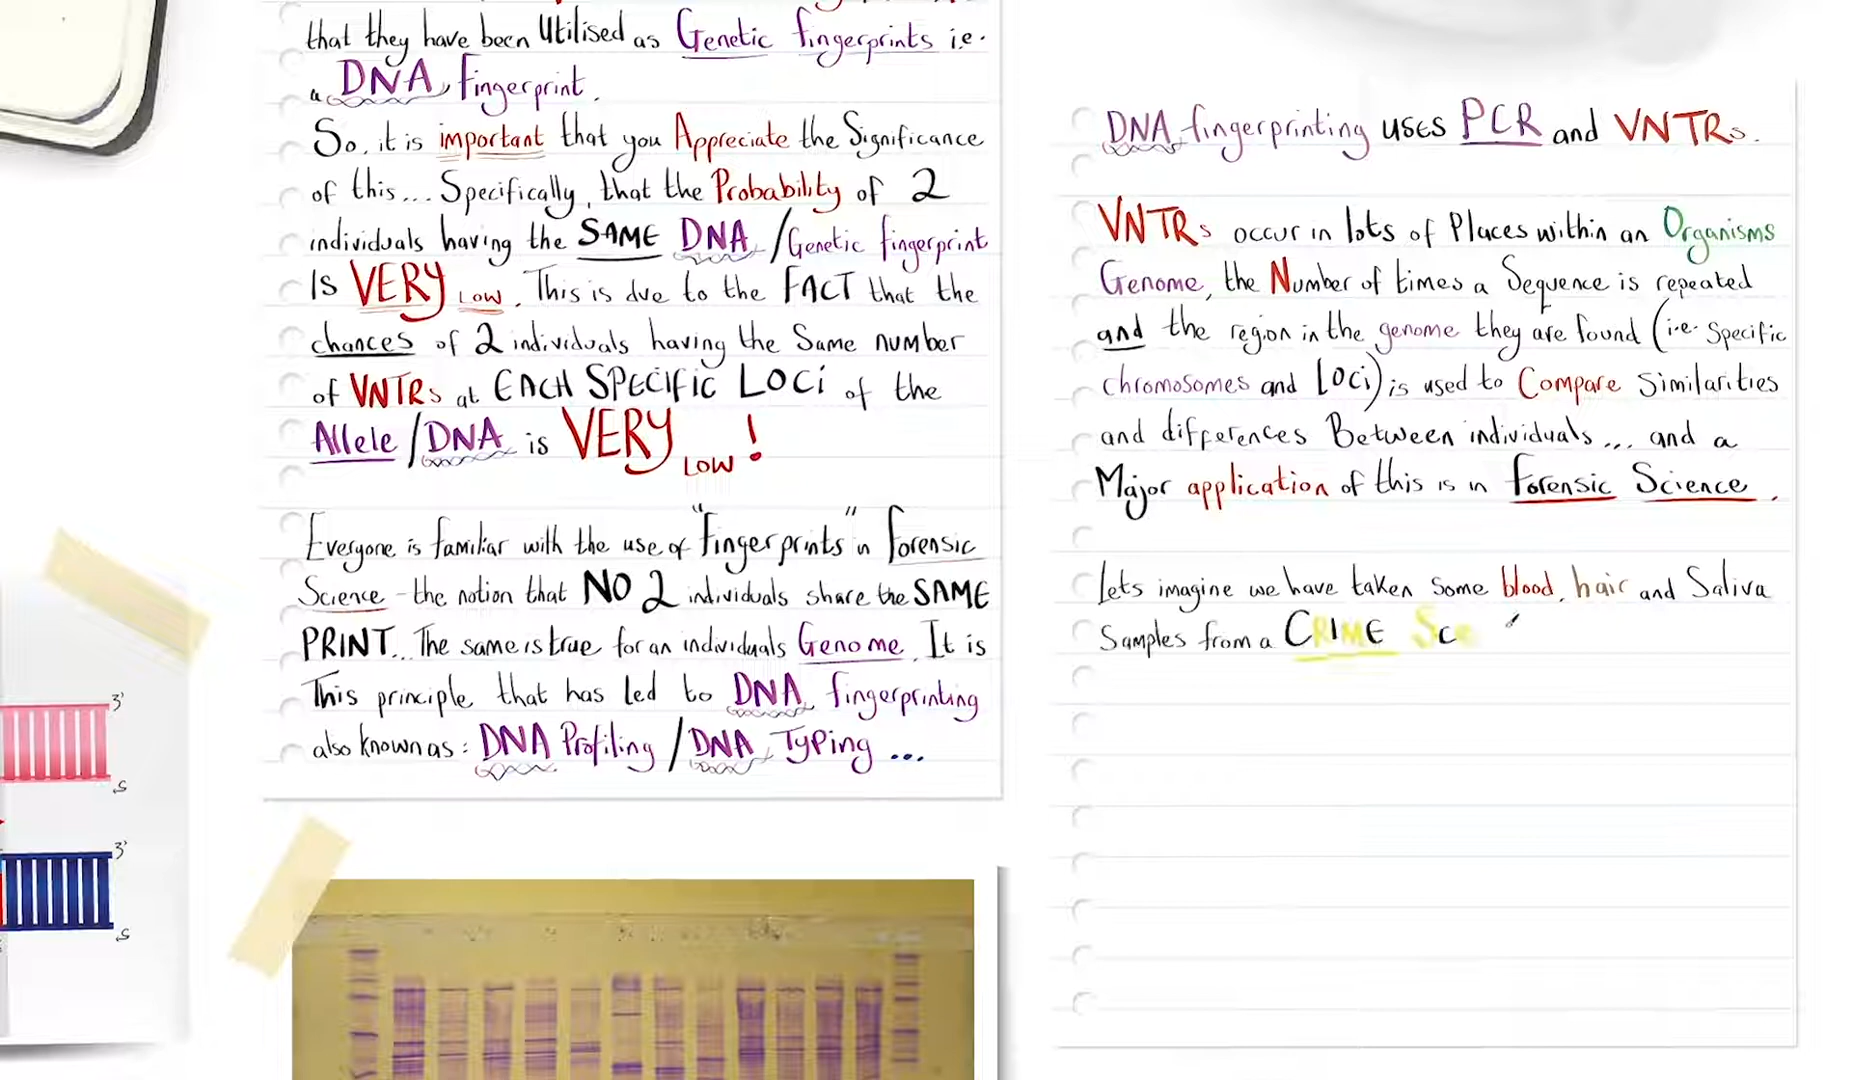 that they have been Utilised as Genetic fingerprints i.e.
a DNA fingerprint.
So, it is important that you Appreciate the Significance
of this... Specifically, that the Probability of 2
individuals having the SAME DNA /Genetic fingerprint
IS VERY LOW. This is due to the FACT that the
chances of 2 individuals having the Same number
of VNTRs at EACH SPECIFIC LOCi of the
Allele /DNA is VERY LOW!
Everyone is familiar with the use of "fingerprints" in Forensic
Science - the notion that NO 2 individuals share the SAME
PRINT... The same is true for an individuals Genome. It is
This principle that has Led to DNA fingerprinting
also known as: DNA Profiling /DNA Typing ...
3'
5
3'
5
DNA fingerprinting USES PCR and VNTRs.
VNTRs occur in lots of Places within an Organisms
Genome, the Number of times a Sequence is repeated
and the region in the genome they are found (i.e. Specific
chromosomes and Loci) is used to Compare Similarities
and differences Between individuals ... and a
Major application of this is in Forensic Science.
Lets imagine we have taken Some blood, hair and Saliva
Samples from a CRIME Sce